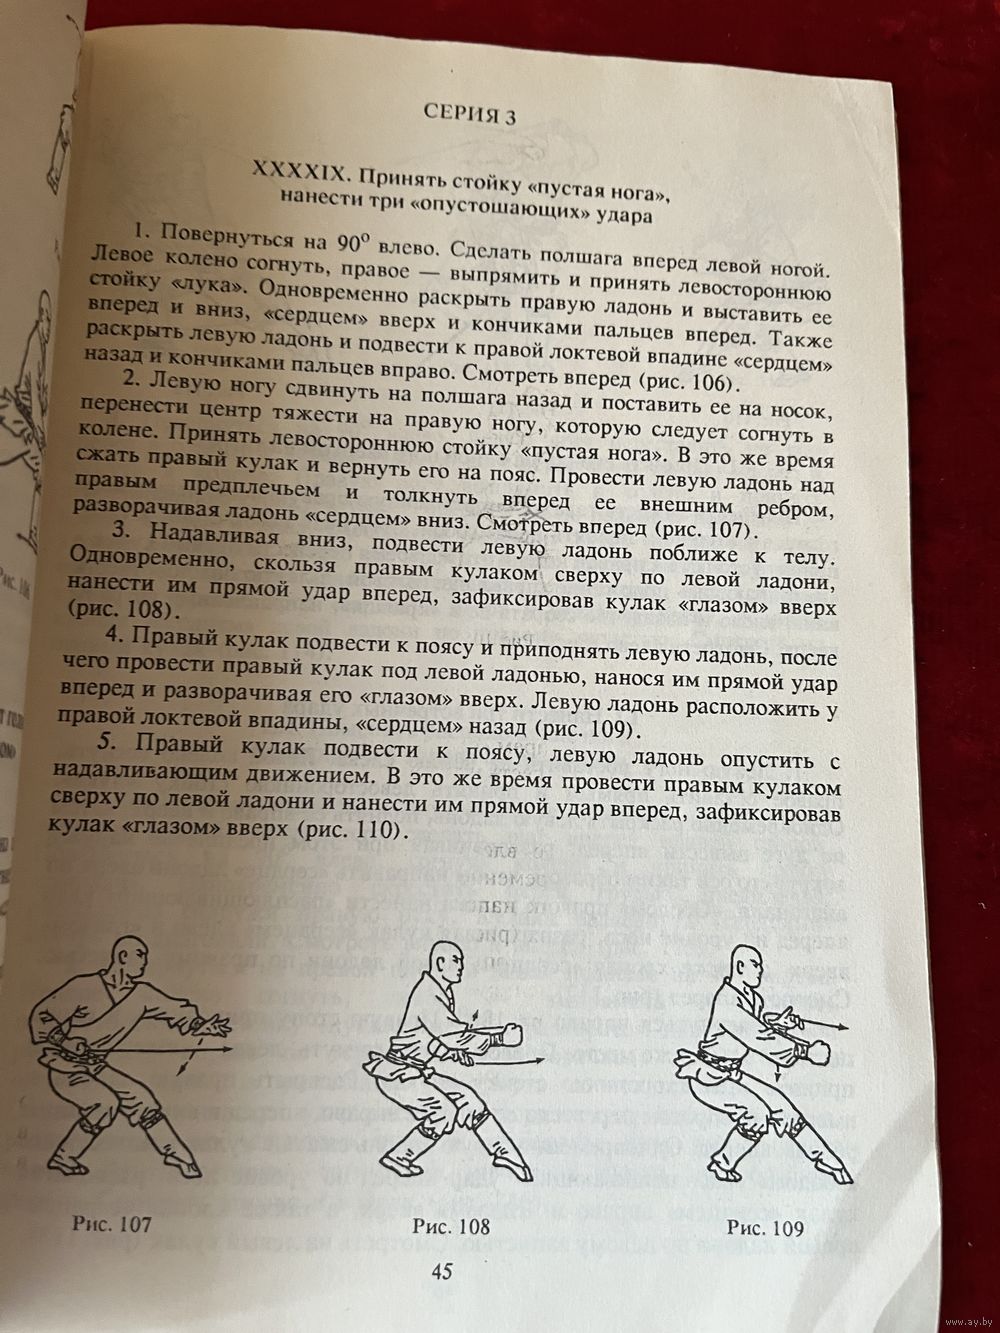 СЕРИЯ 3
XXXXIX. Принять стойку «пустая нога»,
нанести три «опустошающих» удара
1. Повернуться на 90° влево. Сделать полшага вперед левой ногой.
Левое колено согнуть, правое — выпрямить и принять левостороннюю
стойку «лука». Одновременно раскрыть правую ладонь и выставить ее
вперед и вниз, «сердцем» вверх и кончиками пальцев вперед. Также
раскрыть левую ладонь и подвести к правой локтевой впадине «сердцем»
назад и кончиками пальцев вправо. Смотреть вперед (рис. 106).
2. Левую ногу сдвинуть на полшага назад и поставить ее на носок,
перенести центр тяжести на правую ногу, которую следует согнуть в
колене. Принять левостороннюю стойку «пустая нога». В это же время
сжать правый кулак и вернуть его на пояс. Провести левую ладонь над
правым предплечьем и толкнуть вперед ее внешним ребром,
разворачивая ладонь «сердцем» вниз. Смотреть вперед (рис. 107).
3. Надавливая вниз, подвести левую ладонь поближе к телу.
Одновременно, скользя правым кулаком сверху по левой ладони,
нанести им прямой удар вперед, зафиксировав кулак «глазом» вверх
(рис. 108).
4. Правый кулак подвести к поясу и приподнять левую ладонь, после
чего провести правый кулак под левой ладонью, нанося им прямой удар
вперед и разворачивая его «глазом» вверх. Левую ладонь расположить у
правой локтевой впадины, «сердцем» назад (рис. 109).
5. Правый кулак подвести к поясу, левую ладонь опустить с
надавливающим движением. В это же время провести правым кулаком
сверху по левой ладони и нанести им прямой удар вперед, зафиксировав
кулак «глазом» вверх (рис. 110).
Рис. 107
Рис. 108
Рис. 109
45
www.ay.by